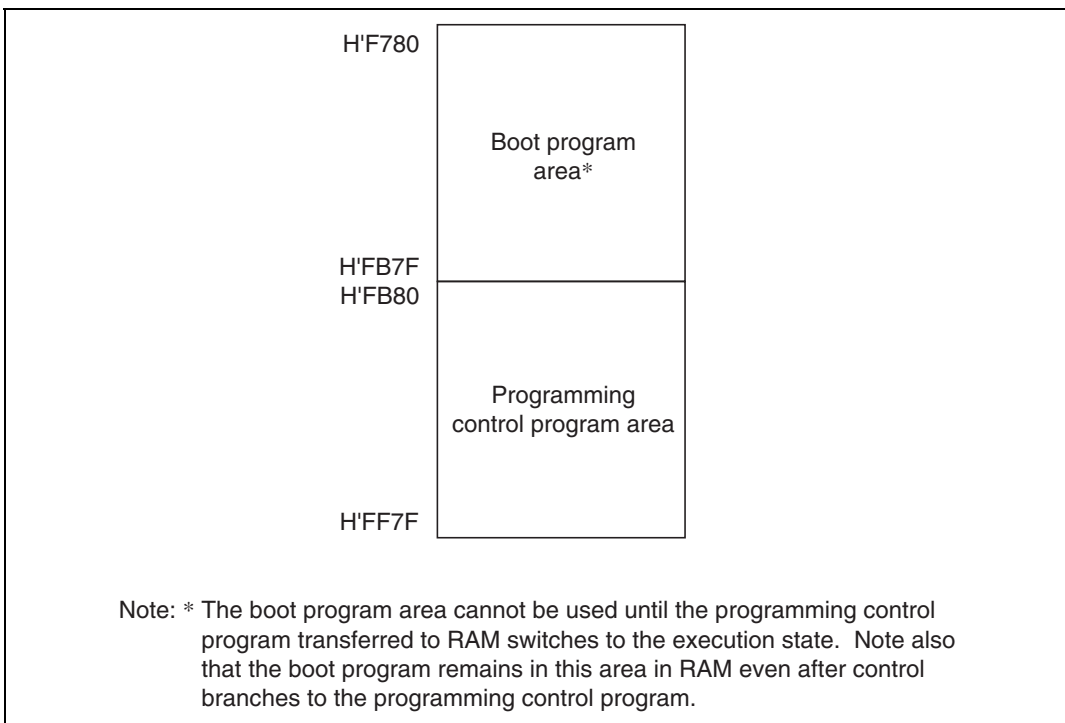 H'F780
Boot program
area*
H'FB7F
H'FB80
Programming
control program area
H'FF7F
Note: * The boot program area cannot be used until the programming control
program transferred to RAM switches to the execution state. Note also
that the boot program remains in this area in RAM even after control
branches to the programming control program.